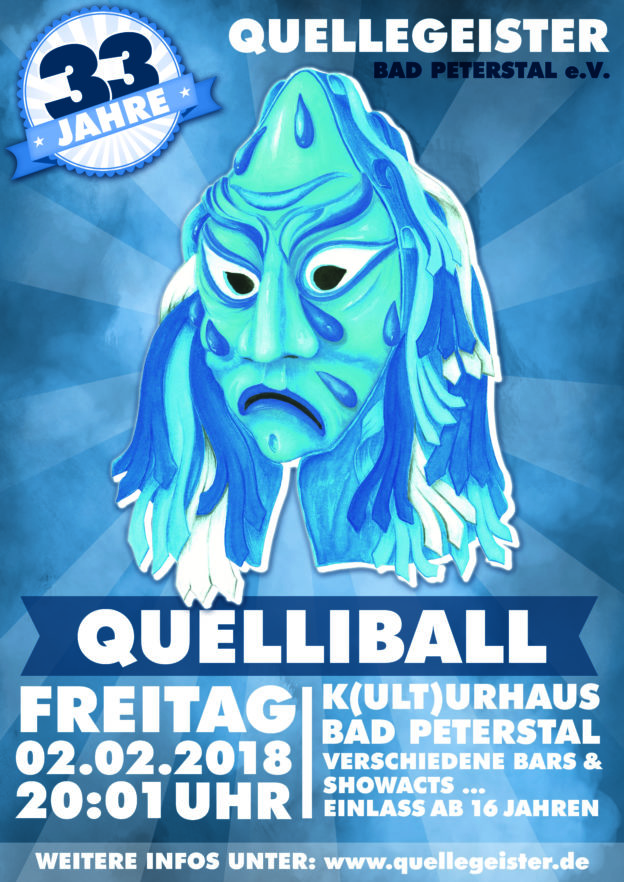 33
JAHRE
QUELLEGEISTER
BAD PETERSTAL e.V.
QUELLIBALL
FREITAG
02.02.2018
20:01 UHR
K(ULT)URHAUS
BAD PETERSTAL
VERSCHIEDENE BARS &
SHOWACTS ...
EINLASS AB 16 JAHREN
WEITERE INFOS UNTER: www.quellegeister.de